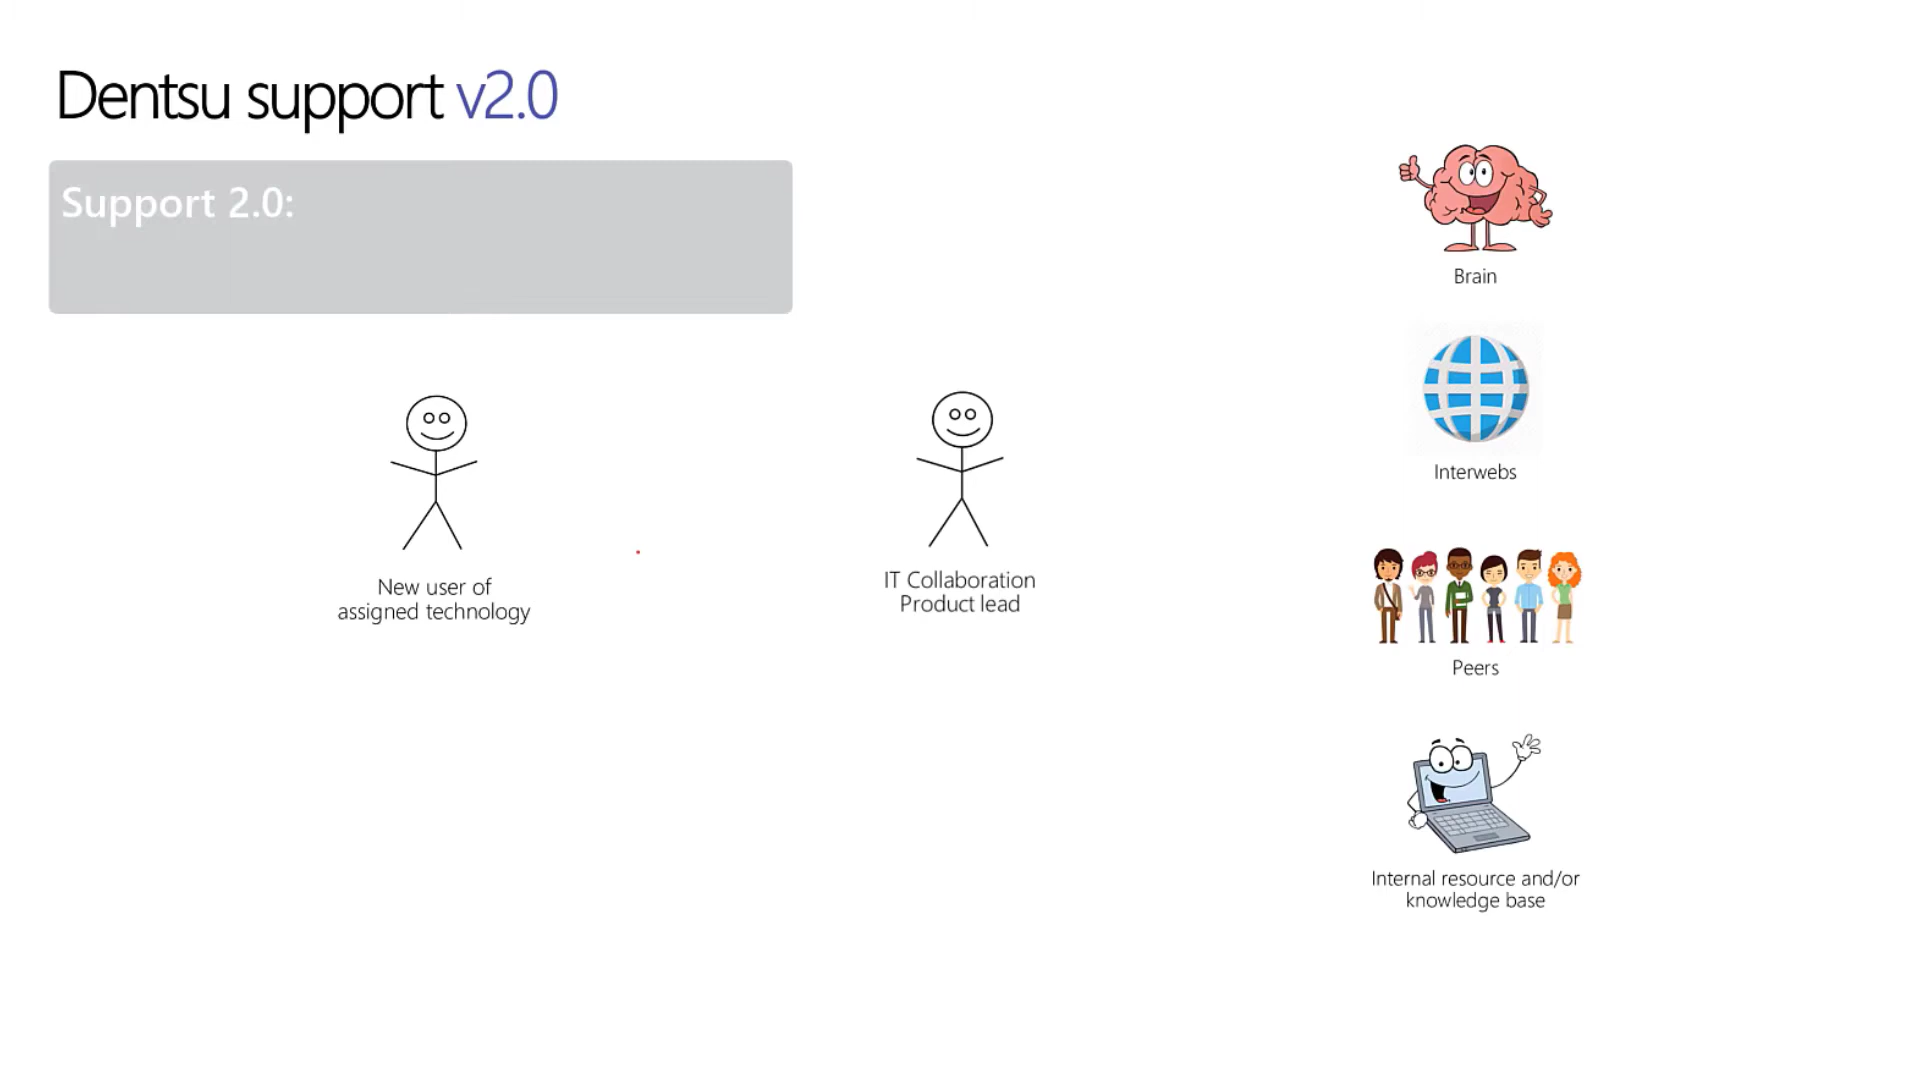 Dentsu support v2.0
Support 2.0:
New user of
assigned technology
IT Collaboration
Product lead
Brain
Interwebs
Peers
Internal resource and/or
knowledge base